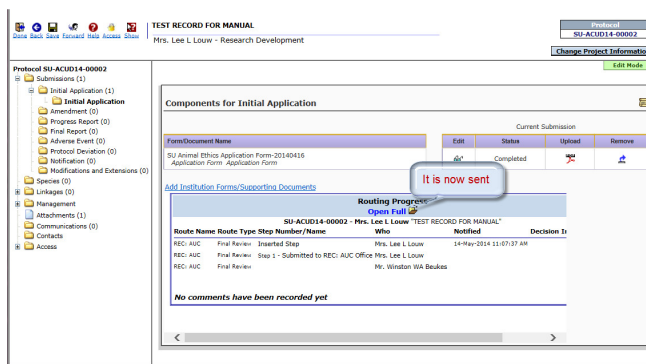 TEST RECORD FOR MANUAL
Done Back Save Forward Help Access Show
Mrs. Lee L Louw - Research Development
Protocol
SU-ACUD14-00002
Change Project Informatio
Edit Mode
Protocol SU-ACUD14-00002
Submissions (1)
Initial Application (1)
Initial Application
Amendment (0)
Progress Report (0)
Final Report (0)
Adverse Event (0)
Protocol Deviation (0)
Notification (0)
Modifications and Extensions (0)
Species (0)
Linkages (0)
Management
Attachments (1)
Communications (0)
Contacts
Access
Components for Initial Application
Current Submission
Form/Document Name Edit Status Upload Remove
SU Animal Ethics Application Form-20140416
Application Form Application Form
Completed
It is now sent
Add Institution Forms/Supporting Documents
Routing Progress
Open Full
SU-ACUD14-00002 - Mrs. Lee L Louw "TEST RECORD FOR MANUAL"
Route Name Route Type Step Number/Name Who Notified Decision In
REC: AUC Final Review Inserted Step Mrs. Lee L Louw 14-May-2014 11:07:37 AM
REC: AUC Final Review Step 1 - Submitted to REC: AUC Office Mrs. Lee L Louw
REC: AUC Final Review Mr. Winston WA Beukes
No comments have been recorded yet